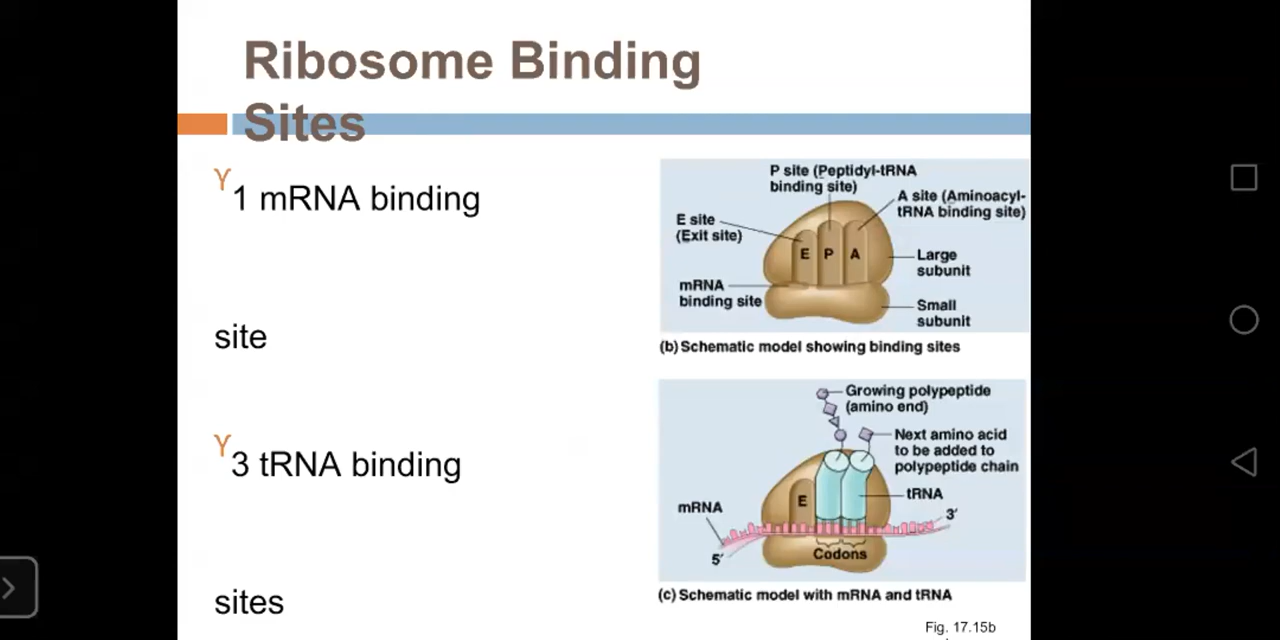 Ribosome Binding
Sites
1 mRNA binding
site
3 tRNA binding
sites
P site (Peptidyl-tRNA
binding site)
A site (Aminoacyl-
tRNA binding site)
E site
(Exit site)
E P A
Large
subunit
mRNA
binding site
Small
subunit
(b) Schematic model showing binding sites
Growing polypeptide
(amino end)
Next amino acid
to be added to
polypeptide chain
E
tRNA
mRNA
3′
5′
Codons
(c) Schematic model with mRNA and tRNA
Fig. 17.15b